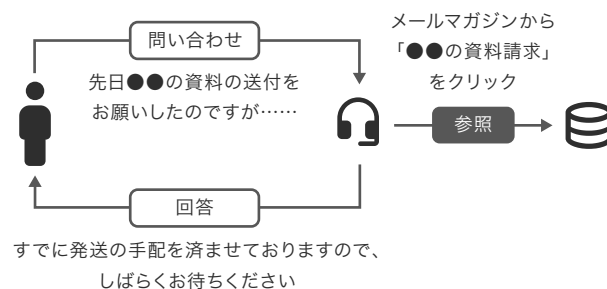 問い合わせ
先日●●の資料の送付を
お願いしたのですが……
メールマガジンから
「●●の資料請求」
をクリック
参照
回答
すでに発送の手配を済ませておりますので、
しばらくお待ちください